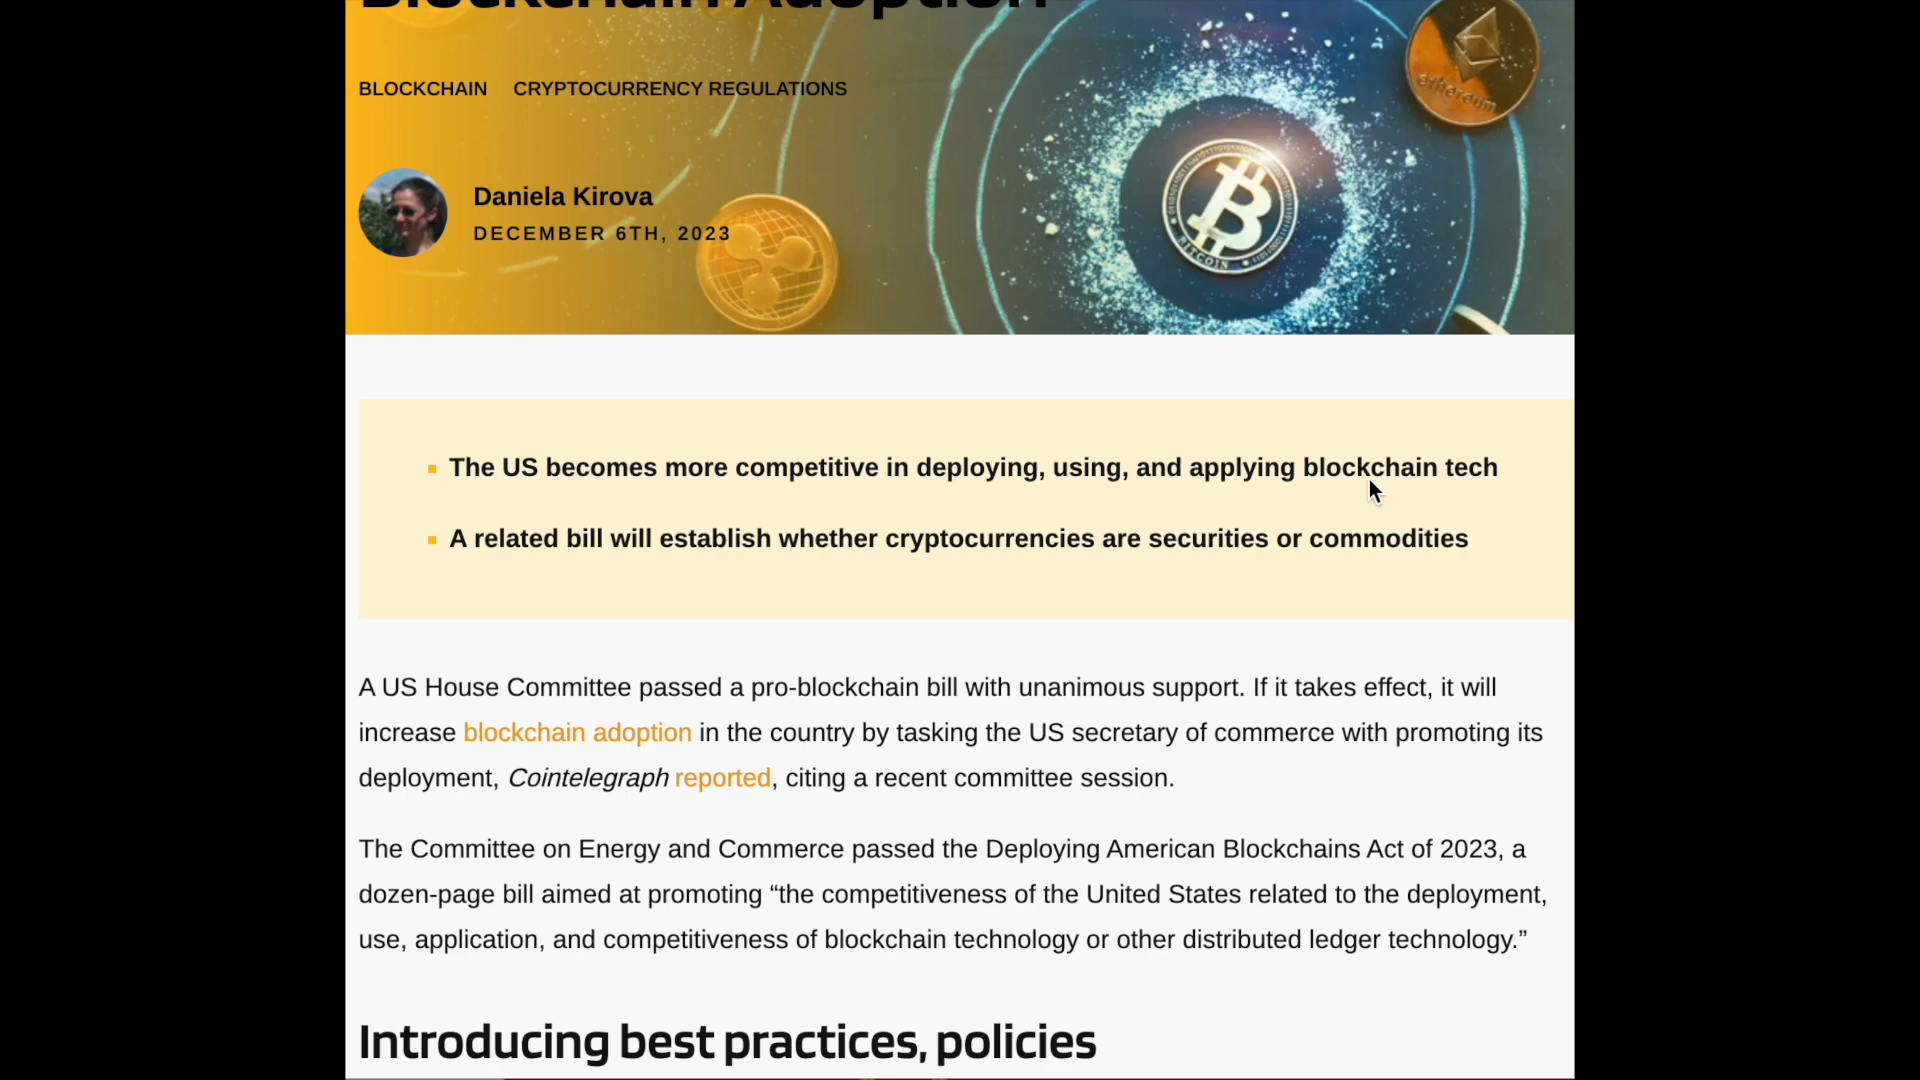 Blockchain Adoption
BLOCKCHAIN CRYPTOCURRENCY REGULATIONS
Daniela Kirova
DECEMBER 6TH, 2023
ethereum
BITCOIN
The US becomes more competitive in deploying, using, and applying blockchain tech
A related bill will establish whether cryptocurrencies are securities or commodities
A US House Committee passed a pro-blockchain bill with unanimous support. If it takes effect, it will
increase blockchain adoption in the country by tasking the US secretary of commerce with promoting its
deployment, Cointelegraph reported, citing a recent committee session.
The Committee on Energy and Commerce passed the Deploying American Blockchains Act of 2023, a
dozen-page bill aimed at promoting “the competitiveness of the United States related to the deployment,
use, application, and competitiveness of blockchain technology or other distributed ledger technology.”
Introducing best practices, policies